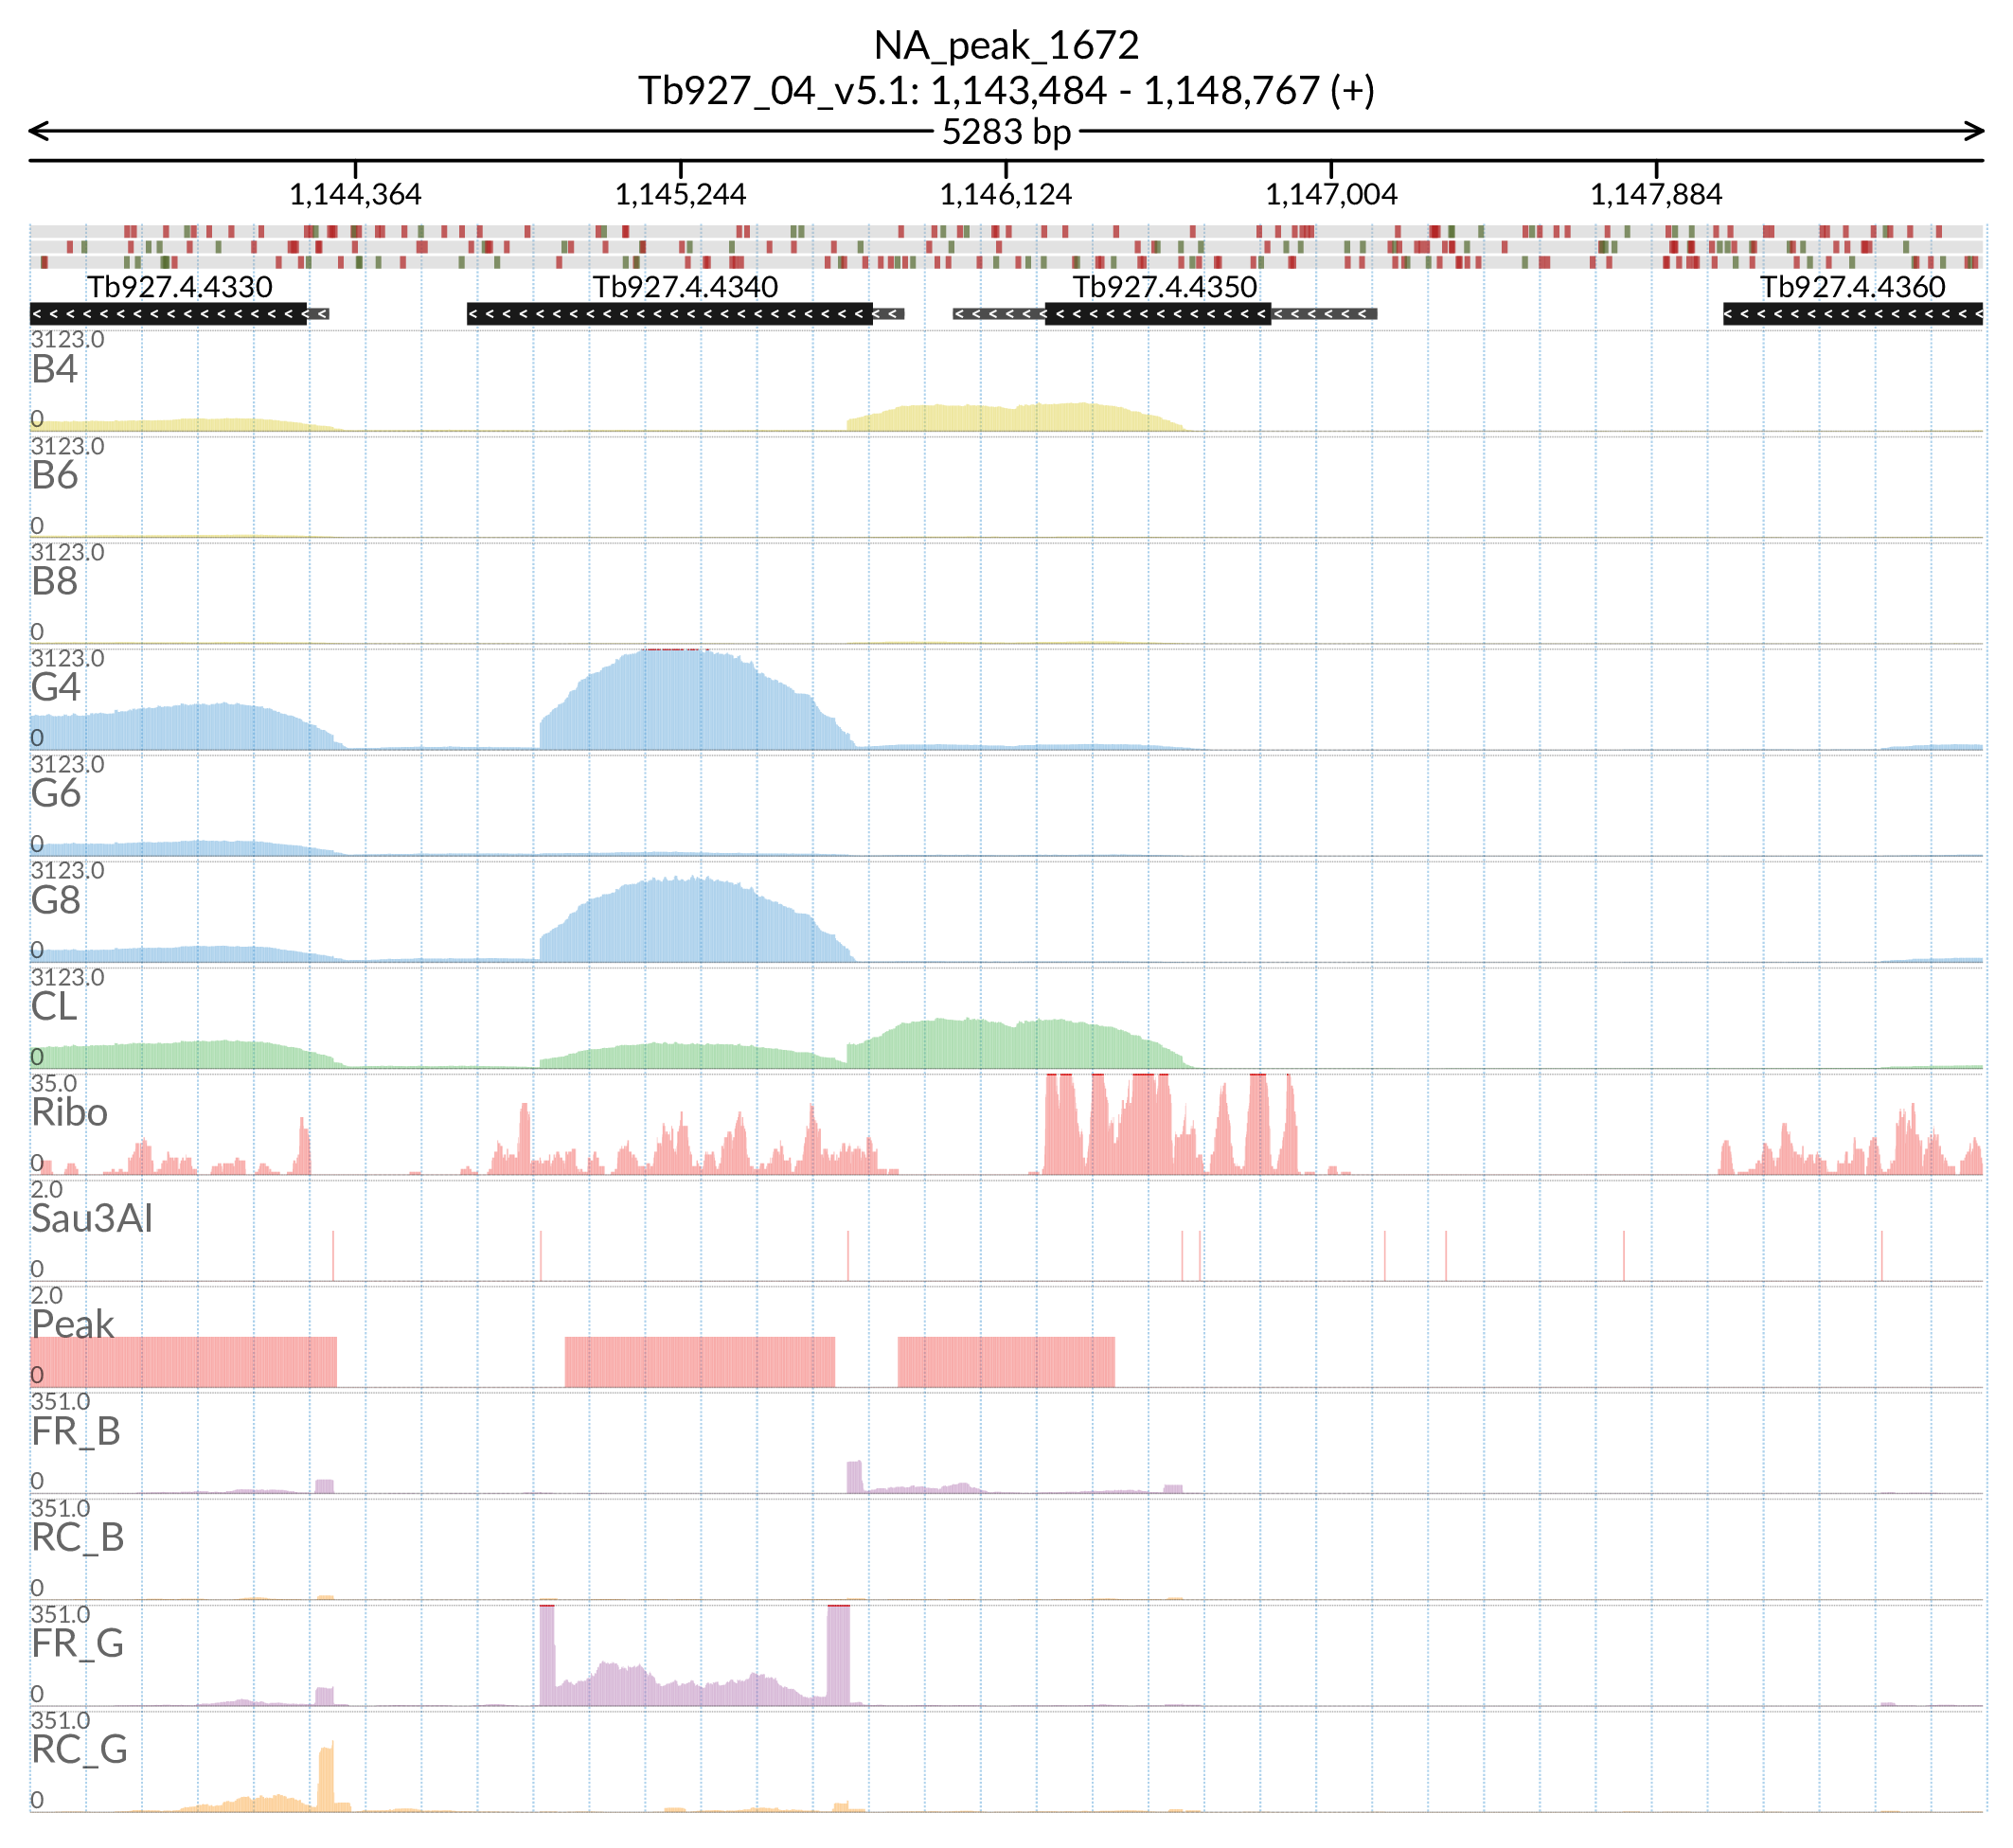 NA_peak_1672
Tb927_04_v5.1: 1,143,484 - 1,148,767 (+)
5283 bp
1,144,364 1,145,244 1,146,124 1,147,004 1,147,884
Tb927.4.4330 Tb927.4.4340 Tb927.4.4350 Tb927.4.4360
3123.0
B4
0
3123.0
B6
0
3123.0
B8
0
3123.0
G4
0
3123.0
G6
0
3123.0
G8
0
3123.0
CL
0
35.0
Ribo
0
2.0
Sau3AI
0
2.0
Peak
0
351.0
FR_B
0
351.0
RC_B
0
351.0
FR_G
0
351.0
RC_G
0